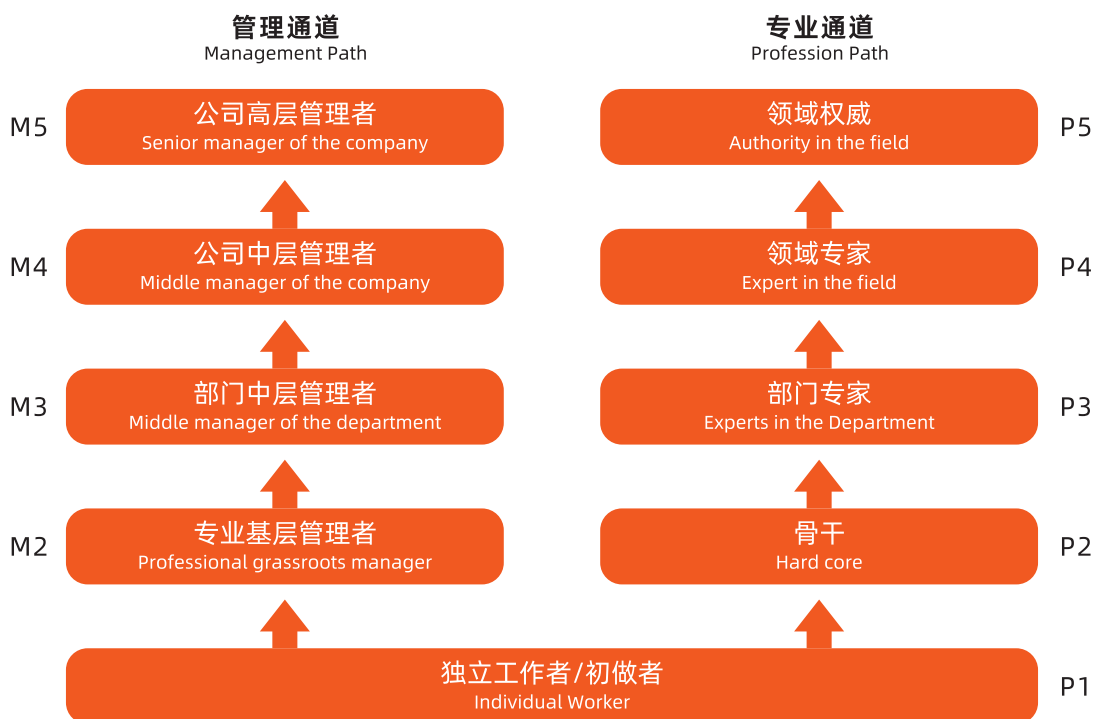 管理通道
Management Path
专业通道
Profession Path
M5
公司高层管理者
Senior manager of the company
领域权威
Authority in the field
P5
M4
公司中层管理者
Middle manager of the company
领域专家
Expert in the field
P4
M3
部门中层管理者
Middle manager of the department
部门专家
Experts in the Department
P3
M2
专业基层管理者
Professional grassroots manager
骨干
Hard core
P2
独立工作者/初做者
Individual Worker
P1